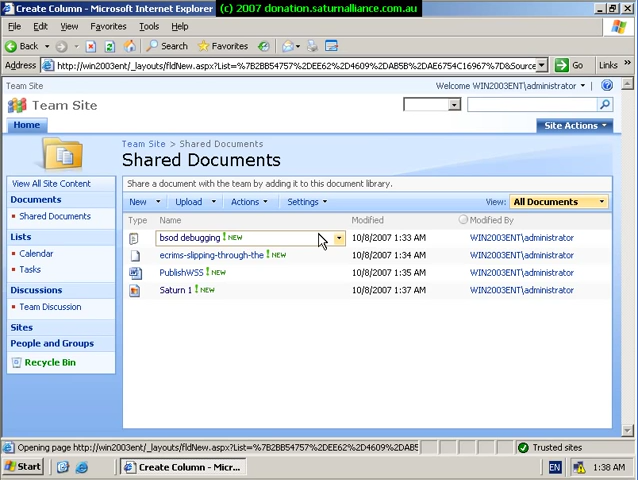 Create Column - Microsoft Internet Explorer
(c) 2007 donation.saturnalliance.com.au
File Edit View Favorites Tools Help
Back Search Favorites
Address http://win2003ent/_layouts/fldNew.aspx?List=%7B2BB54757%2DEE62%2D4609%2DAB5B%2DAE6754C16967%7D&Source Go Links »
Team Site Welcome WIN2003ENT\administrator
Team Site
Home Site Actions
Team Site > Shared Documents
Shared Documents
View All Site Content
Share a document with the team by adding it to this document library.
Documents
Shared Documents
Lists
Calendar
Tasks
Discussions
Team Discussion
Sites
People and Groups
Recycle Bin
New Upload Actions Settings View: All Documents
Type Name Modified Modified By
bsod debugging ! NEW 10/8/2007 1:33 AM WIN2003ENT\administrator
ecrims-slipping-through-the ! NEW 10/8/2007 1:34 AM WIN2003ENT\administrator
PublishWSS ! NEW 10/8/2007 1:35 AM WIN2003ENT\administrator
Saturn 1 ! NEW 10/8/2007 1:37 AM WIN2003ENT\administrator
Opening page http://win2003ent/_layouts/fldNew.aspx?List=%7B2BB54757%2DEE62%2D4609%2DAB5 Trusted sites
Start Create Column - Micr... EN 1:38 AM